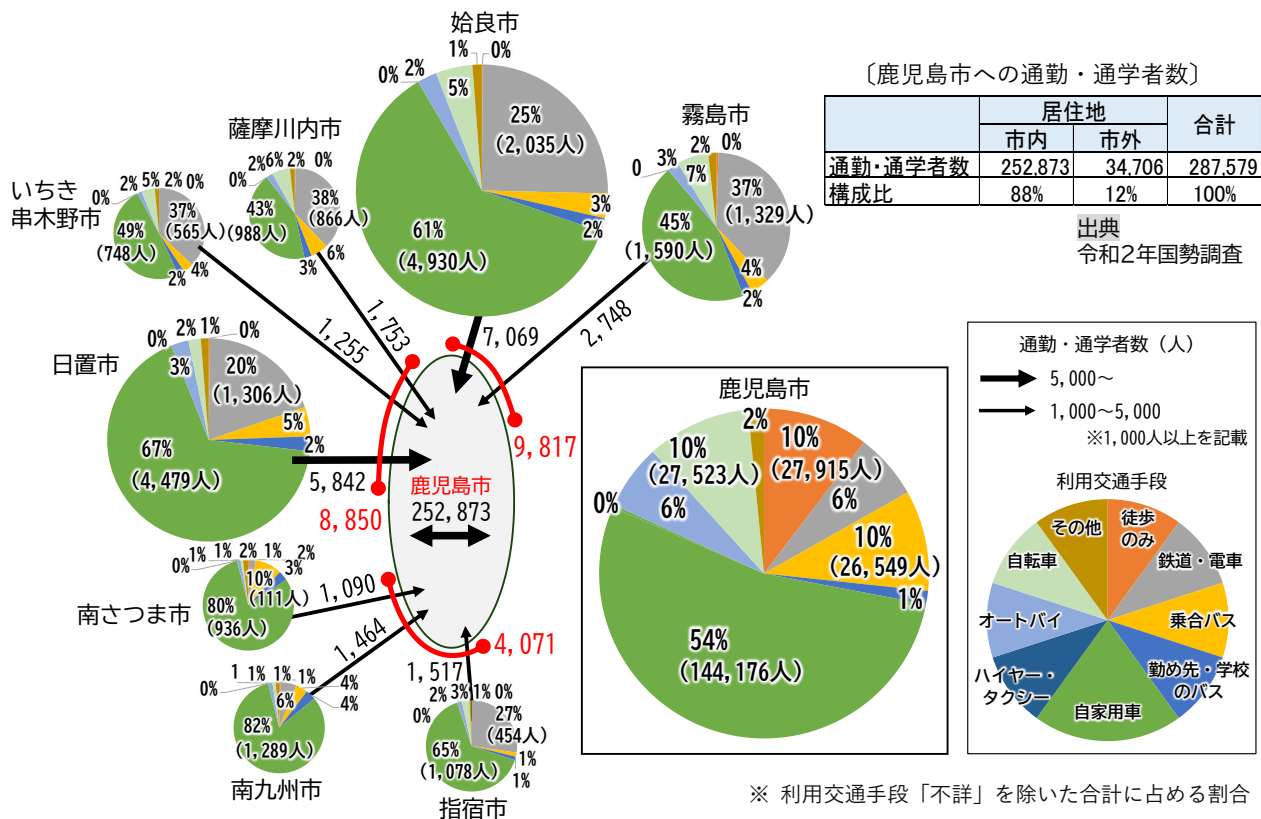 姶良市
1%
0%
0%
2%
5%
25%
(2,035人)
3%
2%
61%
(4,930人)
薩摩川内市
2%
6%
2%
0%
0%
38%
(866人)
43%
(988人)
6%
3%
いちき
串木野市
0%
2%
5%
2%
0%
37%
(565人)
49%
(748人)
4%
2%
霧島市
2%
0%
0
3%
7%
37%
(1,329人)
45%
(1,590人)
4%
2%
〔鹿児島市への通勤・通学者数〕
居住地 合計
市内 市外
通勤・通学者数 252,873 34,706 287,579
構成比 88% 12% 100%
出典
令和2年国勢調査
1,255
1,753
7,069
2,748
日置市
0%
2%
1%
0%
3%
20%
(1,306人)
5%
2%
67%
(4,479人)
5,842
8,850
9,817
鹿児島市
252,873
南さつま市
0%
1%
1%
2%
1%
2%
3%
10%
(111人)
80%
(936人)
1,090
1,464
4,071
1,517
南九州市
0%
1
1%
1%
1%
4%
4%
6%
82%
(1,289人)
指宿市
0%
2%
3%
1%
0%
27%
(454人)
1%
1%
65%
(1,078人)
鹿児島市
2%
10%
(27,915人)
6%
10%
(26,549人)
1%
54%
(144,176人)
0%
6%
10%
(27,523人)
通勤・通学者数(人)
5,000~
1,000~5,000
※1,000人以上を記載
利用交通手段
徒歩
のみ
鉄道・電車
乗合バス
勤め先・学校
のバス
自家用車
ハイヤー・
タクシー
オートバイ
自転車
その他
※ 利用交通手段「不詳」を除いた合計に占める割合